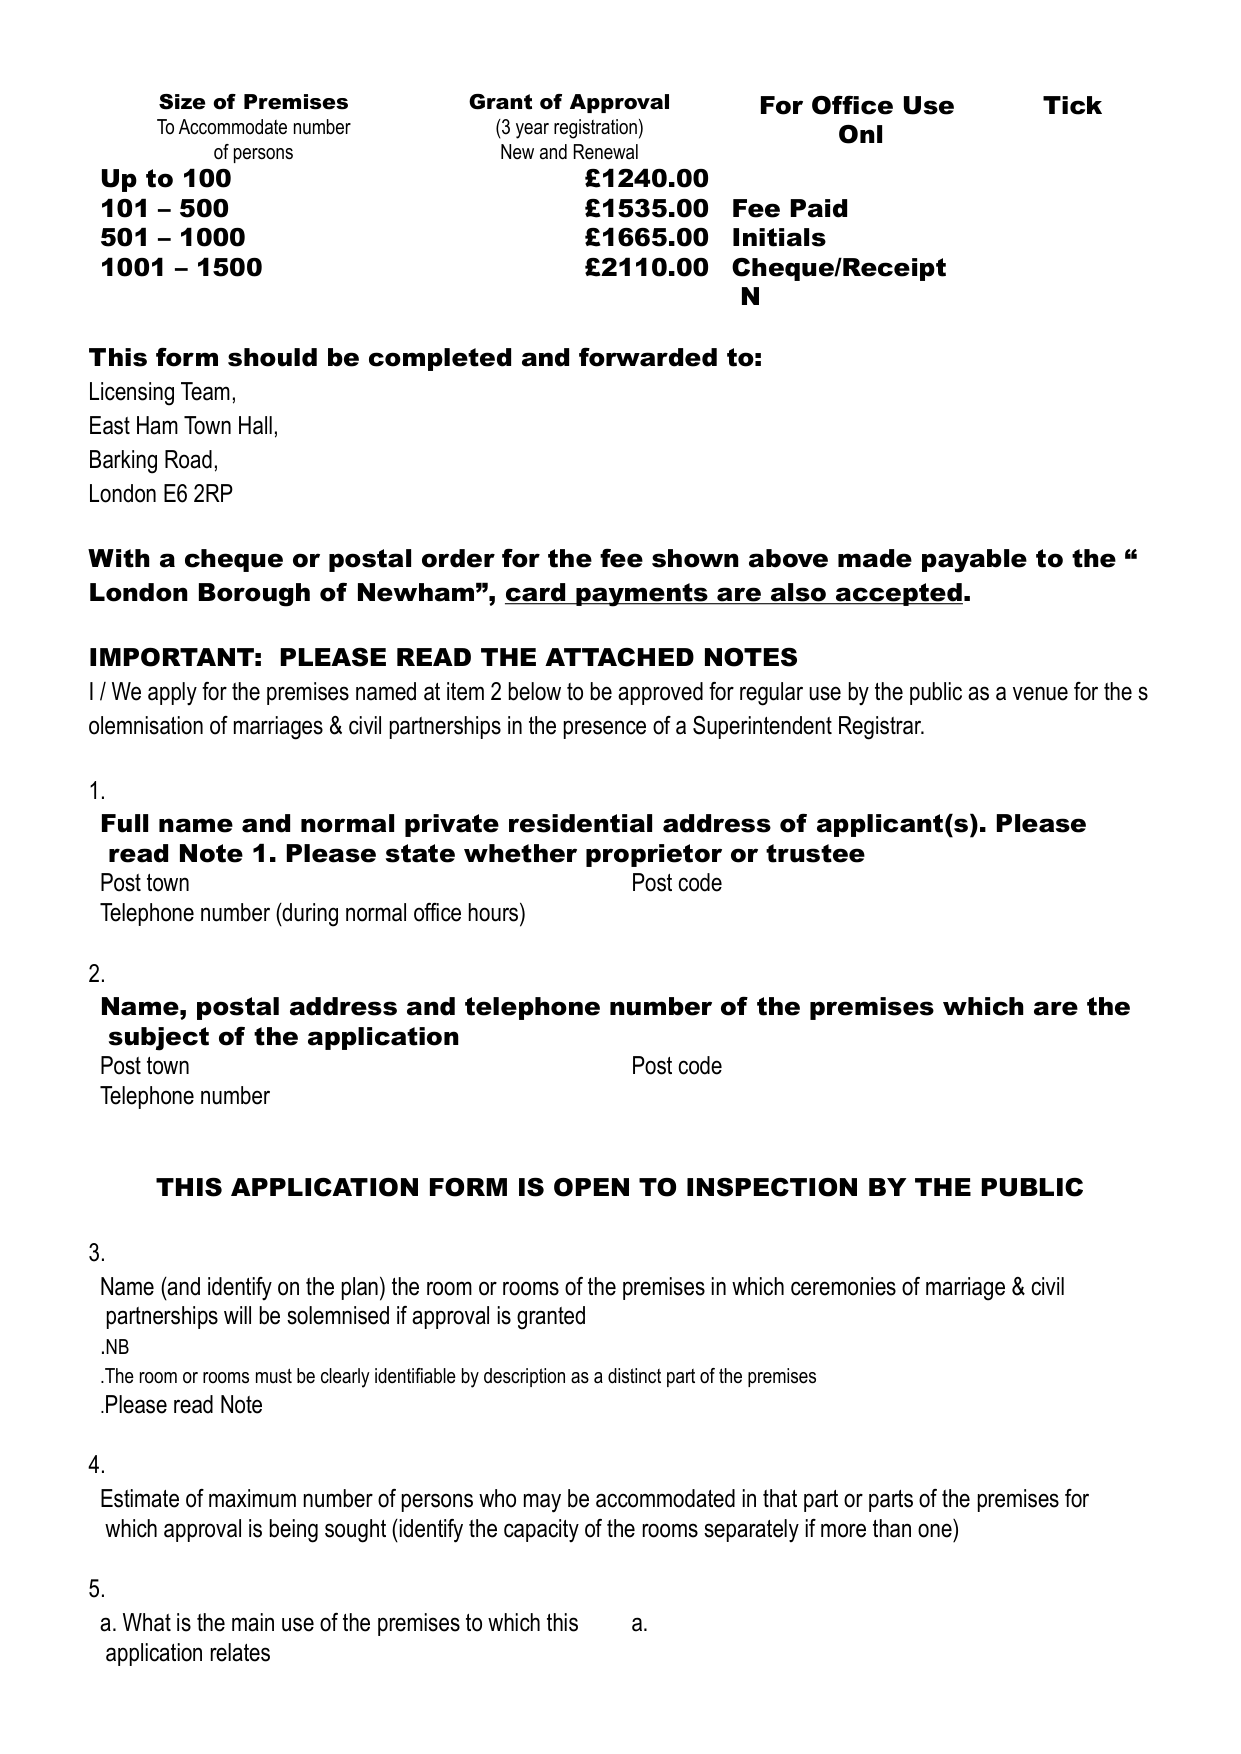 Size of Premises Grant of Approval For Office Use Tick
To Accommodate number (3 year registration) Onl
of persons New and Renewal
Up to 100 £1240.00
101 – 500 £1535.00 Fee Paid
501 – 1000 £1665.00 Initials
1001 – 1500 £2110.00 Cheque/Receipt
N
This form should be completed and forwarded to:
Licensing Team,
East Ham Town Hall,
Barking Road,
London E6 2RP
With a cheque or postal order for the fee shown above made payable to the “
London Borough of Newham”, card payments are also accepted.
IMPORTANT: PLEASE READ THE ATTACHED NOTES
I / We apply for the premises named at item 2 below to be approved for regular use by the public as a venue for the s
olemnisation of marriages & civil partnerships in the presence of a Superintendent Registrar.
1.
Full name and normal private residential address of applicant(s). Please
read Note 1. Please state whether proprietor or trustee
Post town Post code
Telephone number (during normal office hours)
2.
Name, postal address and telephone number of the premises which are the
subject of the application
Post town Post code
Telephone number
THIS APPLICATION FORM IS OPEN TO INSPECTION BY THE PUBLIC
3.
Name (and identify on the plan) the room or rooms of the premises in which ceremonies of marriage & civil
partnerships will be solemnised if approval is granted
.NB
.The room or rooms must be clearly identifiable by description as a distinct part of the premises
.Please read Note
4.
Estimate of maximum number of persons who may be accommodated in that part or parts of the premises for
which approval is being sought (identify the capacity of the rooms separately if more than one)
5.
a. What is the main use of the premises to which this a.
application relates